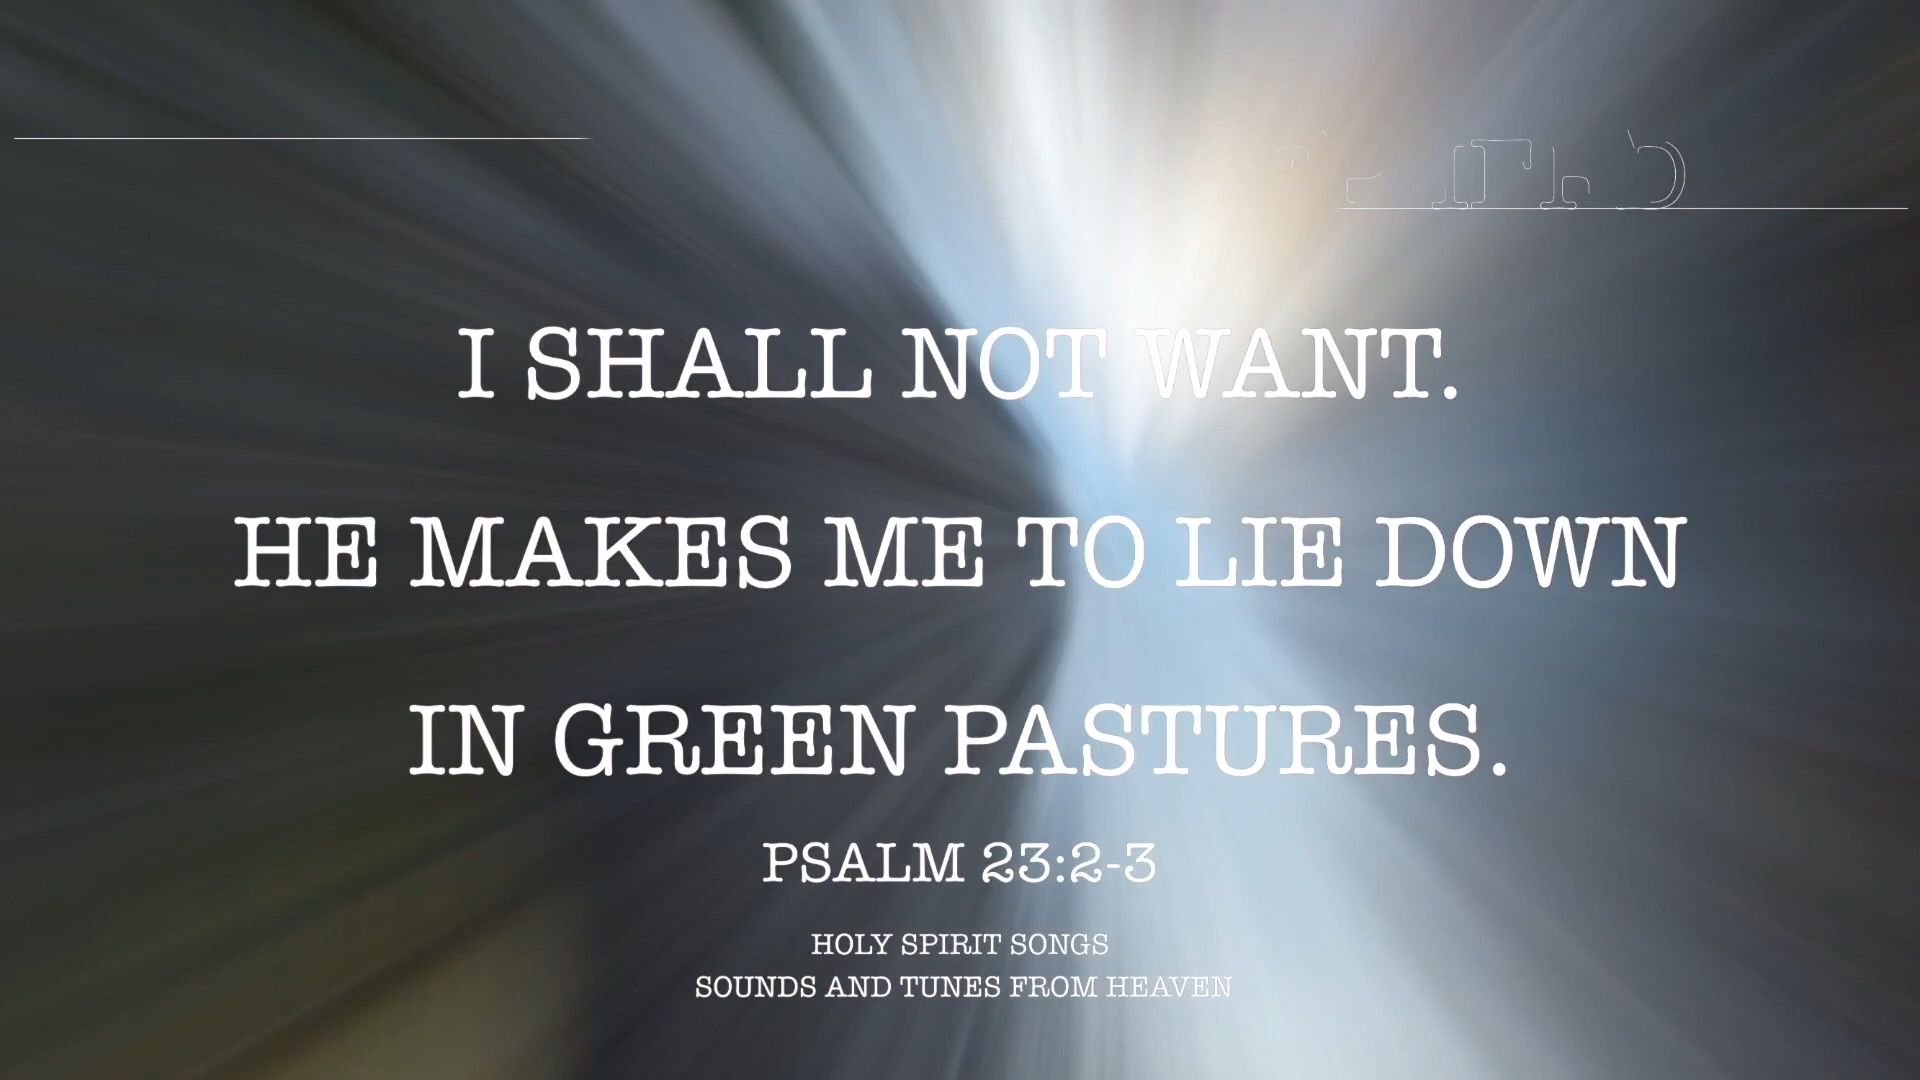 I SHALL NOT WANT.
HE MAKES ME TO LIE DOWN
IN GREEN PASTURES.
PSALM 23:2-3
HOLY SPIRIT SONGS
SOUNDS AND TUNES FROM HEAVEN